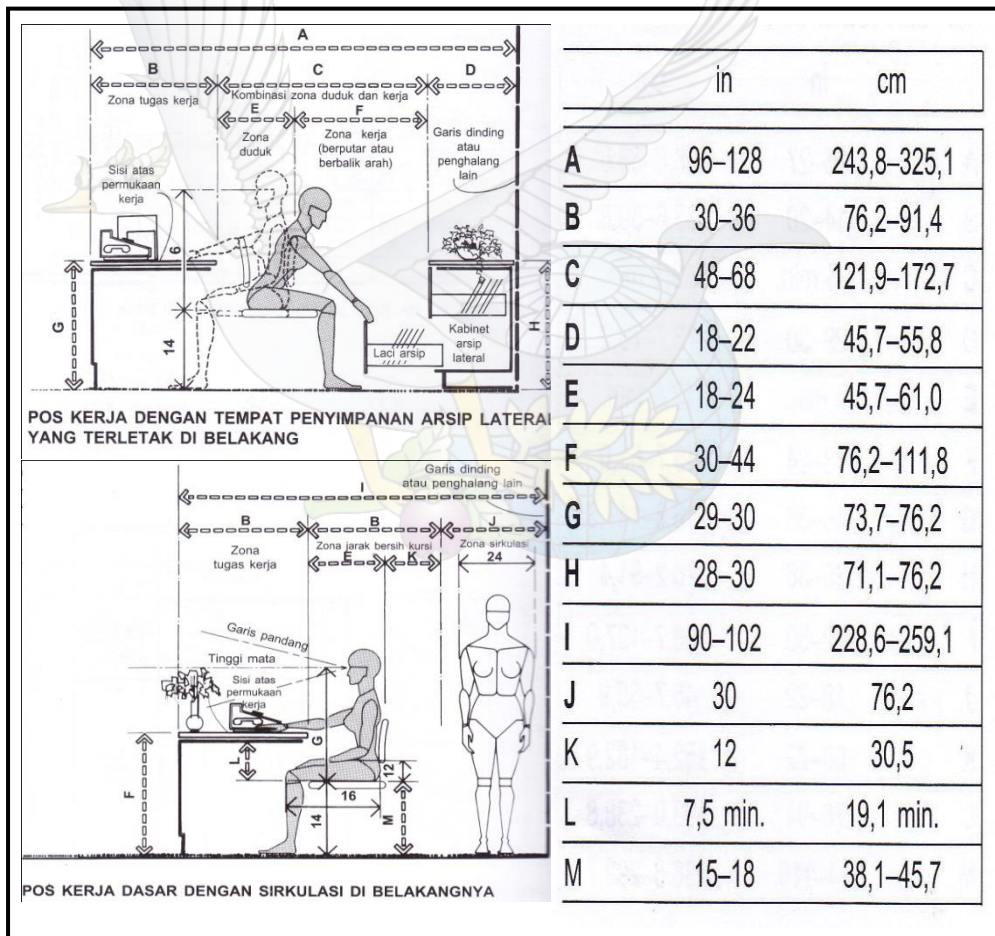 A
B
C
D
Zona tugas kerja
Kombinasi zona duduk dan kerja
E
F
Zona
duduk
Zona kerja
(berputar atau
berbalik arah)
Garis dinding
atau
penghalang
lain
Sisi atas
permukaan
kerja
6
G
14
H
Laci arsip
Kabinet
arsip
lateral
POS KERJA DENGAN TEMPAT PENYIMPANAN ARSIP LATERAL
YANG TERLETAK DI BELAKANG
Garis dinding
atau penghalang lain
I
B
B
J
Zona
tugas kerja
Zona jarak bersih kursi
Zona sirkulasi
E
K
24
Garis pandang
Tinggi mata
Sisi atas
permukaan
kerja
G
L
F
12
16
14
M
POS KERJA DASAR DENGAN SIRKULASI DI BELAKANGNYA
in cm
A 96–128 243,8–325,1
B 30–36 76,2–91,4
C 48–68 121,9–172,7
D 18–22 45,7–55,8
E 18–24 45,7–61,0
F 30–44 76,2–111,8
G 29–30 73,7–76,2
H 28–30 71,1–76,2
I 90–102 228,6–259,1
J 30 76,2
K 12 30,5
L 7,5 min. 19,1 min.
M 15–18 38,1–45,7